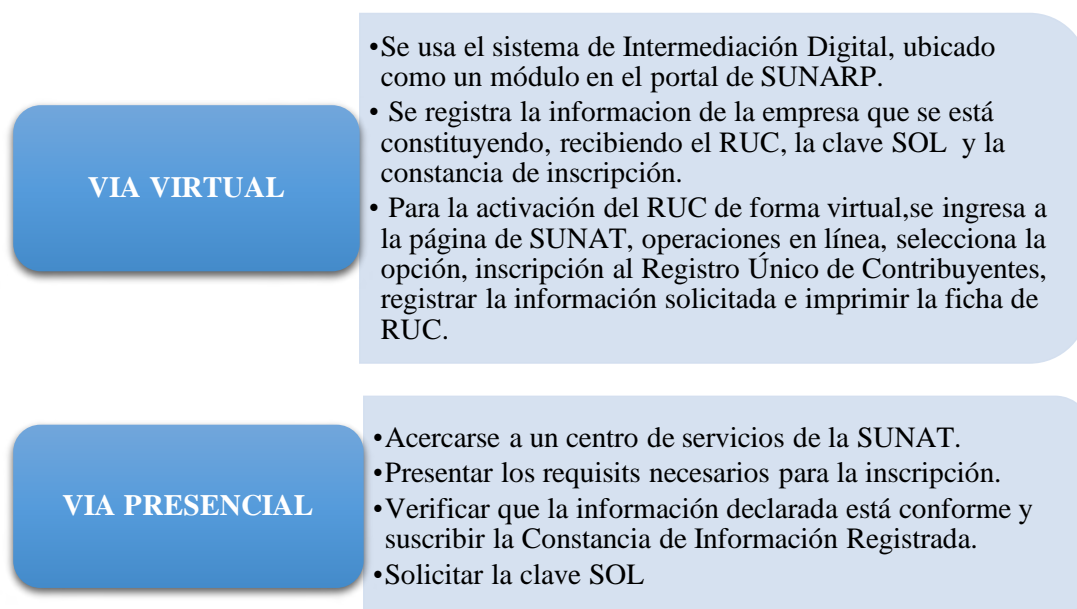 VIA VIRTUAL
•Se usa el sistema de Intermediación Digital, ubicado
como un módulo en el portal de SUNARP.
• Se registra la informacion de la empresa que se está
constituyendo, recibiendo el RUC, la clave SOL y la
constancia de inscripción.
• Para la activación del RUC de forma virtual,se ingresa a
la página de SUNAT, operaciones en línea, selecciona la
opción, inscripción al Registro Único de Contribuyentes,
registrar la información solicitada e imprimir la ficha de
RUC.
VIA PRESENCIAL
•Acercarse a un centro de servicios de la SUNAT.
•Presentar los requisits necesarios para la inscripción.
•Verificar que la información declarada está conforme y
suscribir la Constancia de Información Registrada.
•Solicitar la clave SOL